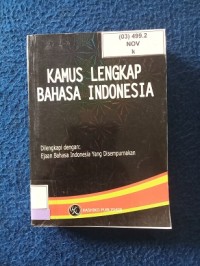 (03) 499.2
NOV
k
KAMUS LENGKAP
BAHASA INDONESIA
Dilengkapi dengan:
Ejaan Bahasa Indonesia Yang Disempurnakan